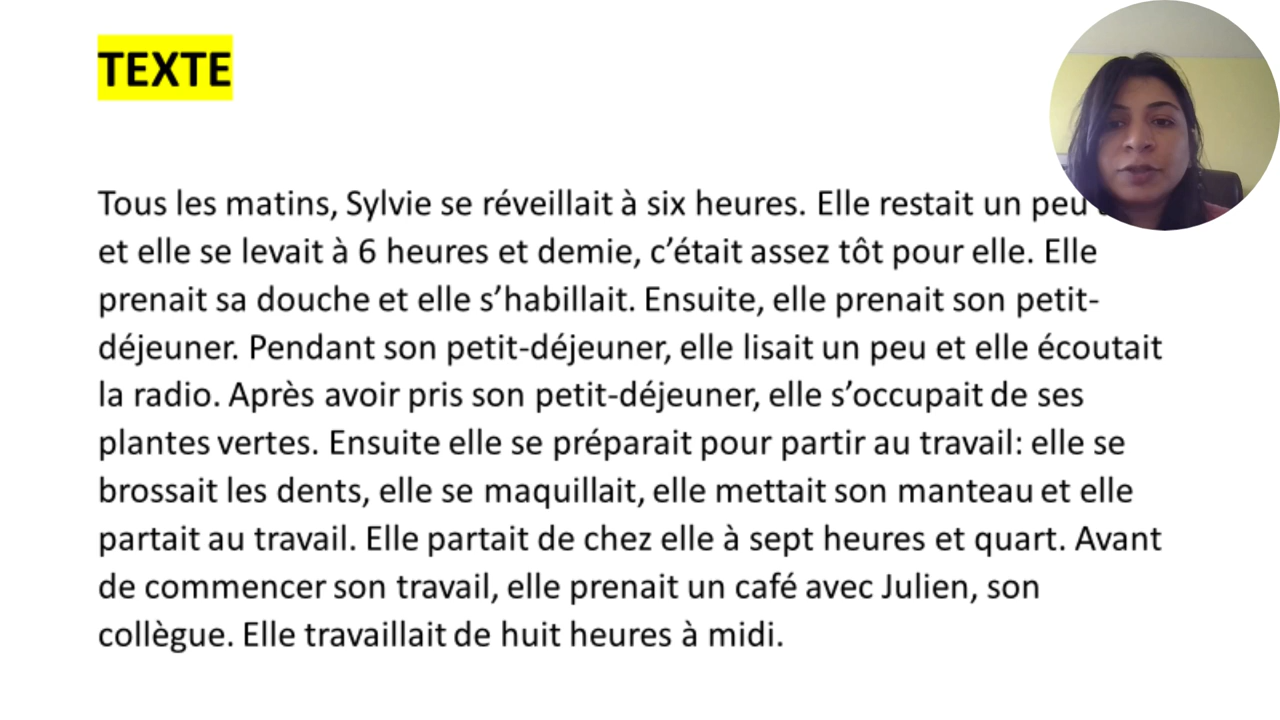 TEXTE
Tous les matins, Sylvie se réveillait à six heures. Elle restait un peu
et elle se levait à 6 heures et demie, c’était assez tôt pour elle. Elle
prenait sa douche et elle s’habillait. Ensuite, elle prenait son petit-
déjeuner. Pendant son petit-déjeuner, elle lisait un peu et elle écoutait
la radio. Après avoir pris son petit-déjeuner, elle s’occupait de ses
plantes vertes. Ensuite elle se préparait pour partir au travail: elle se
brossait les dents, elle se maquillait, elle mettait son manteau et elle
partait au travail. Elle partait de chez elle à sept heures et quart. Avant
de commencer son travail, elle prenait un café avec Julien, son
collègue. Elle travaillait de huit heures à midi.